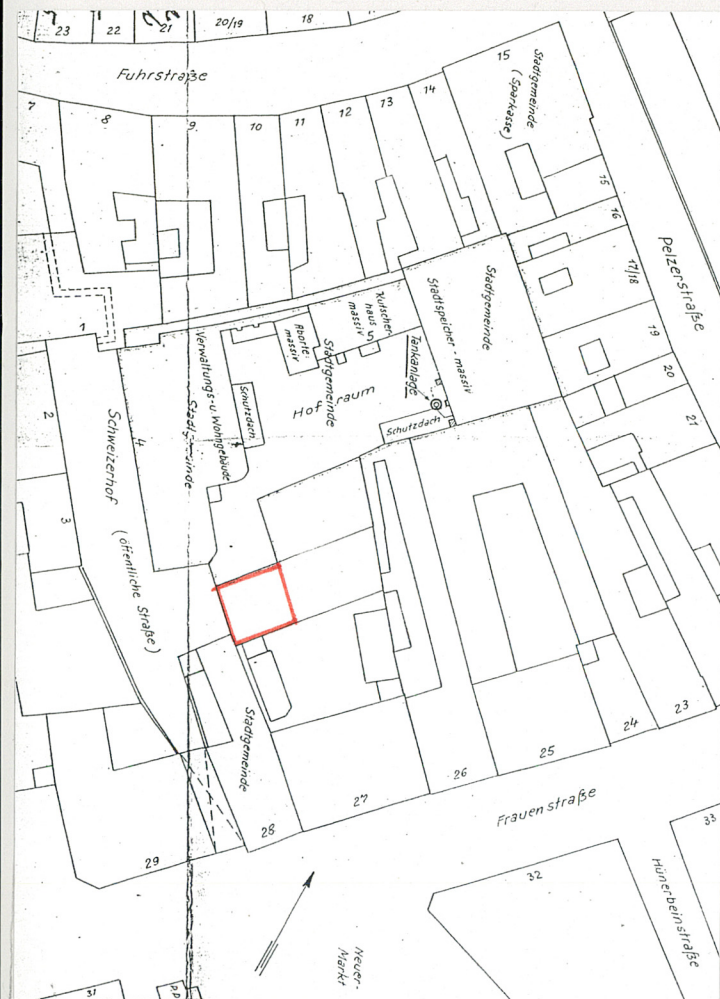 23
22
21
20/19
18
Fuhrstraße
7
8
9
10
11
12
13
14
15
Stadtgemeinde
(Sparkasse)
15
16
17/18
Pelzerstraße
19
20
21
1
Aborte
massiv
Kutscher-
haus
massiv
Stadtspeicher - massiv
Stadtgemeinde
Tankanlage
Stadtgemeinde
Hofraum
Schutzdach
Schutzdach
Verwaltungs-u. Wohngebäude
Stadtgemeinde
4
2
3
Schweizerhof
(öffentliche Straße)
Stadtgemeinde
23
24
25
26
27
28
29
Frauenstraße
32
33
Hünerbeinstraße
Neuer-
Markt
31